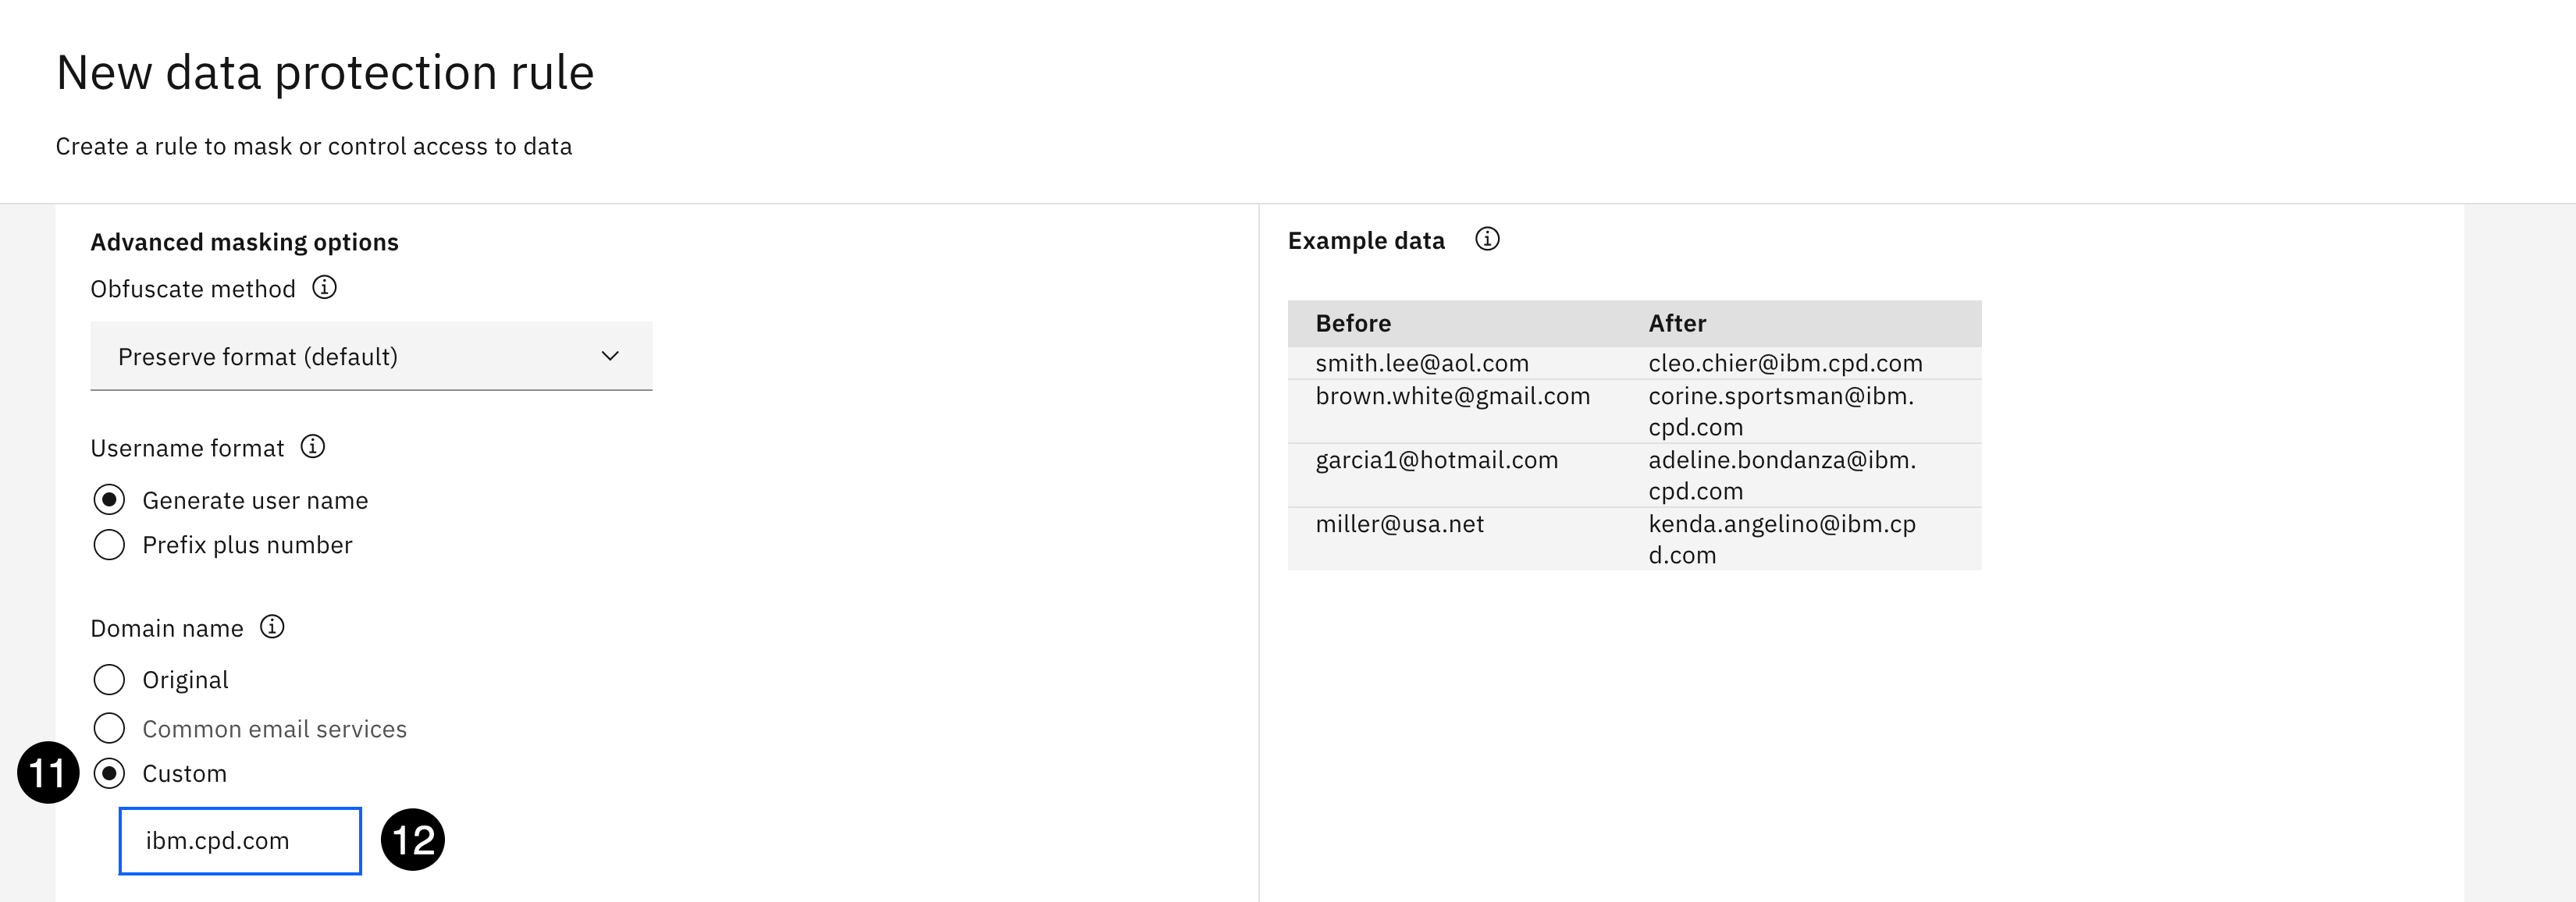 New data protection rule
Create a rule to mask or control access to data
Advanced masking options
Obfuscate method
Preserve format (default)
Username format
Generate user name
Prefix plus number
Domain name
Original
Common email services
11
Custom
ibm.cpd.com
12
Example data
Before After
smith.lee@aol.com cleo.chier@ibm.cpd.com
brown.white@gmail.com corine.sportsman@ibm.
cpd.com
garcia1@hotmail.com adeline.bondanza@ibm.
cpd.com
miller@usa.net kenda.angelino@ibm.cp
d.com